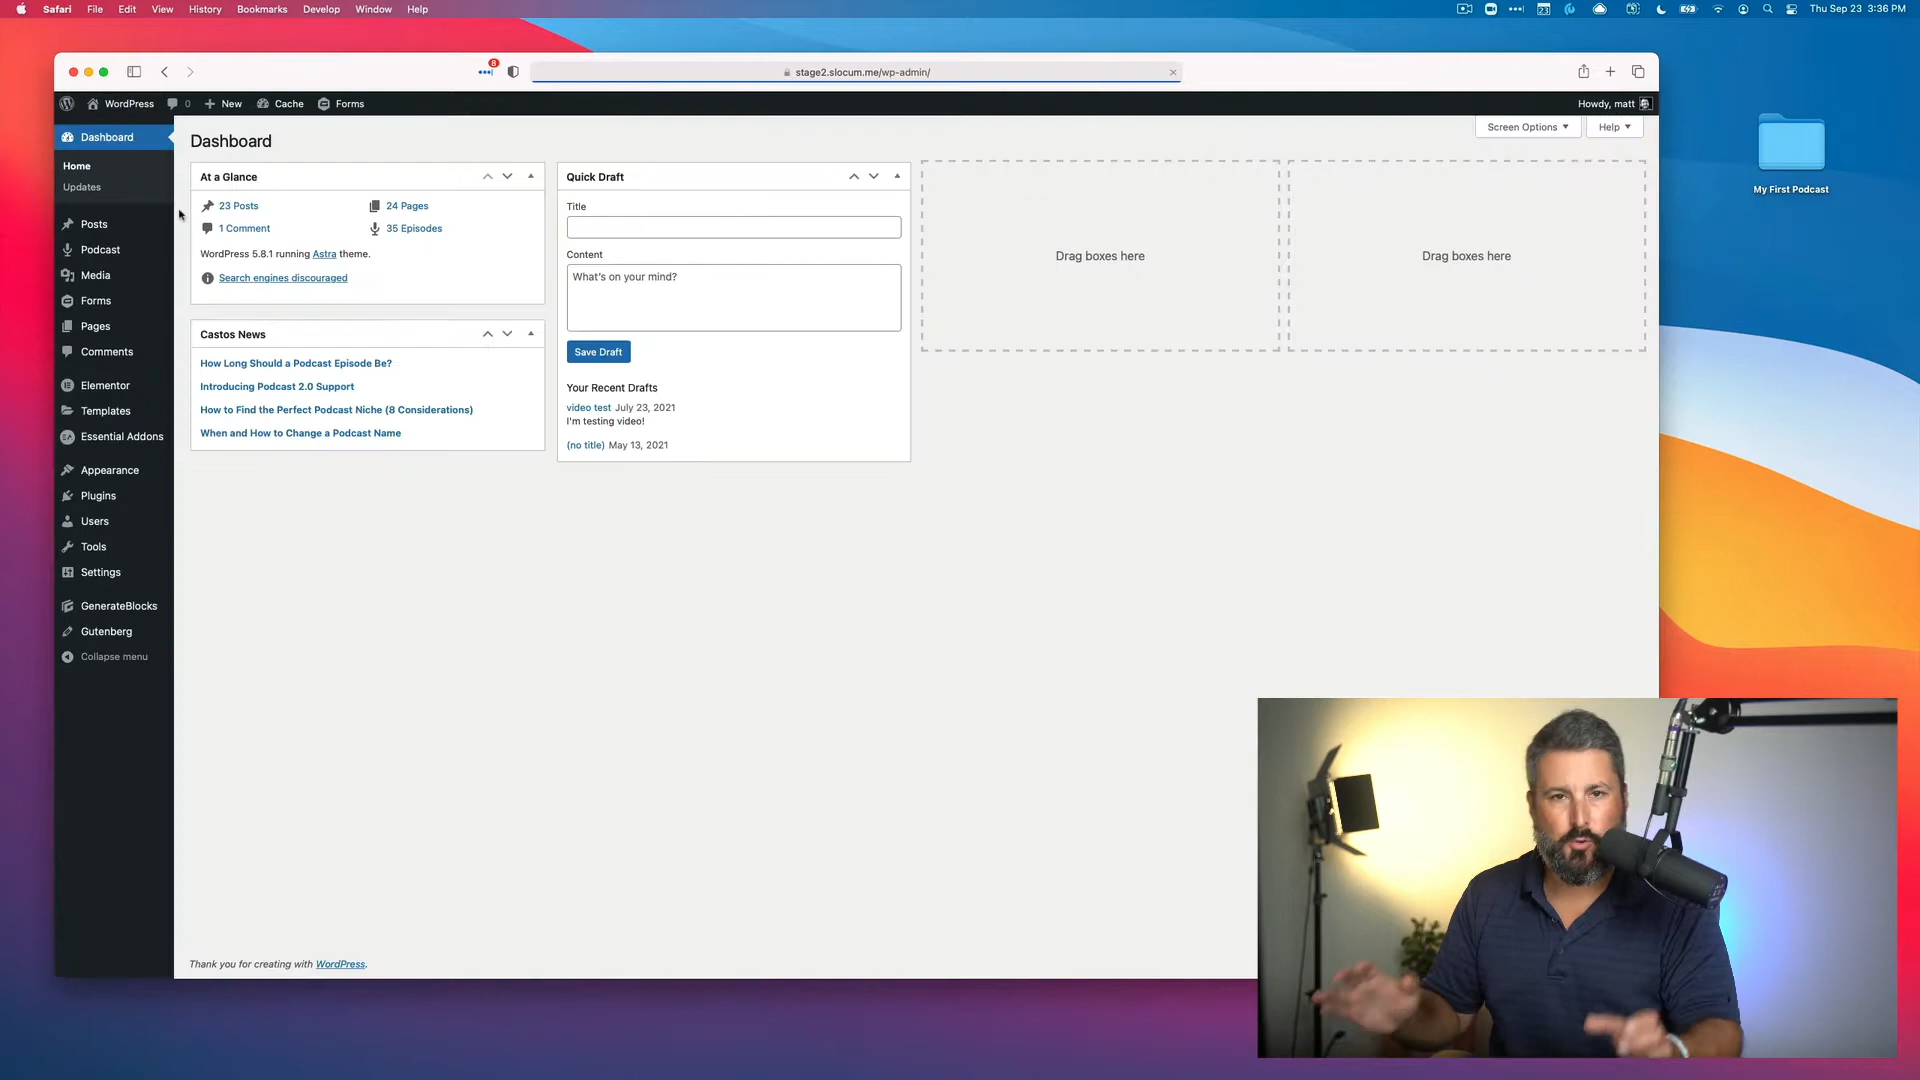 Safari File Edit View History Bookmarks Develop Window Help
23
Thu Sep 23 3:36 PM
8
stage2.slocum.me/wp-admin/
WordPress 0 New Cache Forms
Howdy, matt
Dashboard
Home
Updates
Posts
Podcast
Media
Forms
Pages
Comments
Elementor
Templates
Essential Addons
Appearance
Plugins
Users
Tools
Settings
GenerateBlocks
Gutenberg
Collapse menu
Dashboard
Screen Options
Help
At a Glance
23 Posts
24 Pages
1 Comment
35 Episodes
WordPress 5.8.1 running Astra theme.
Search engines discouraged
Castos News
How Long Should a Podcast Episode Be?
Introducing Podcast 2.0 Support
How to Find the Perfect Podcast Niche (8 Considerations)
When and How to Change a Podcast Name
Quick Draft
Title
Content
What's on your mind?
Save Draft
Your Recent Drafts
video test July 23, 2021
I'm testing video!
(no title) May 13, 2021
Drag boxes here
Drag boxes here
My First Podcast
Thank you for creating with WordPress.